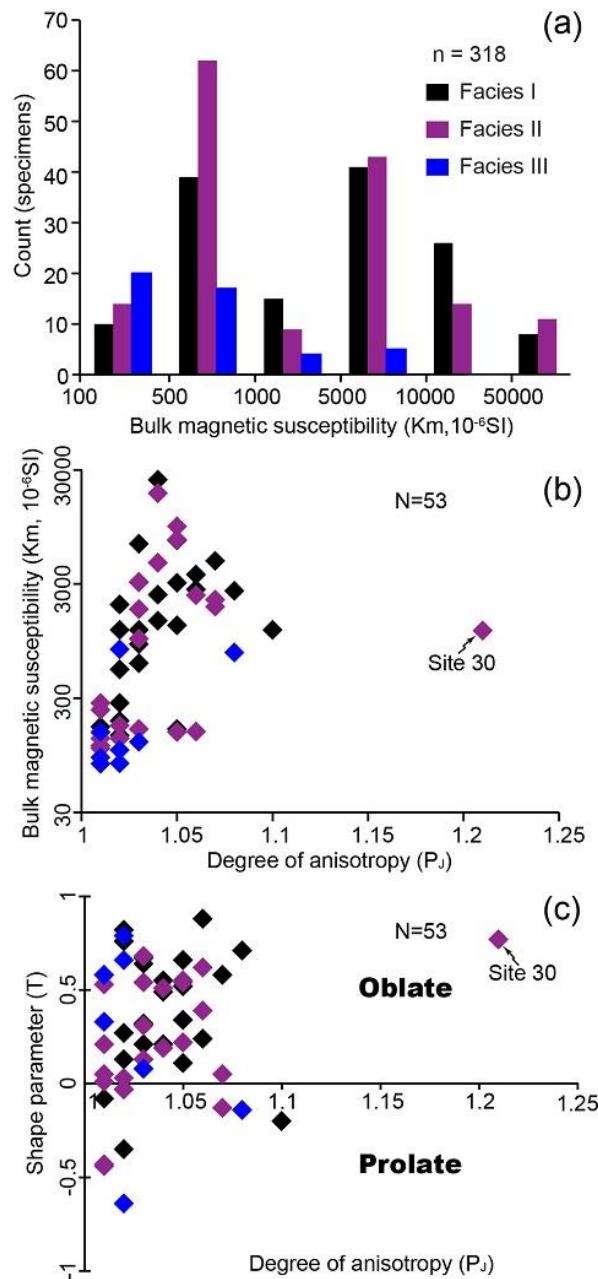 (a)
70
60
50
40
30
20
10
0
Count (specimens)
n = 318
Facies I
Facies II
Facies III
100 500 1000 5000 10000 50000
Bulk magnetic susceptibility (Km,10⁻⁶SI)
(b)
30000
3000
300
30
Bulk magnetic susceptibility (Km, 10⁻⁶SI)
N=53
Site 30
1 1.05 1.1 1.15 1.2 1.25
Degree of anisotropy (PJ)
(c)
1
0.5
0
-0.5
-1
Shape parameter (T)
N=53
Site 30
Oblate
1 1.05 1.1 1.15 1.2 1.25
Prolate
Degree of anisotropy (PJ)